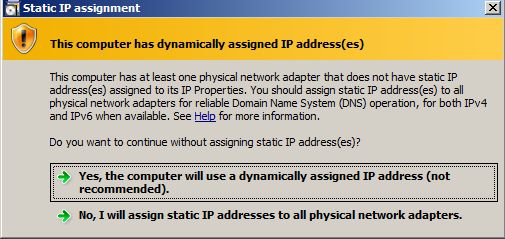 Static IP assignment
This computer has dynamically assigned IP address(es)
This computer has at least one physical network adapter that does not have static IP
address(es) assigned to its IP Properties. You should assign static IP address(es) to all
physical network adapters for reliable Domain Name System (DNS) operation, for both IPv4
and IPv6 when available. See Help for more information.
Do you want to continue without assigning static IP address(es)?
Yes, the computer will use a dynamically assigned IP address (not
recommended).
No, I will assign static IP addresses to all physical network adapters.